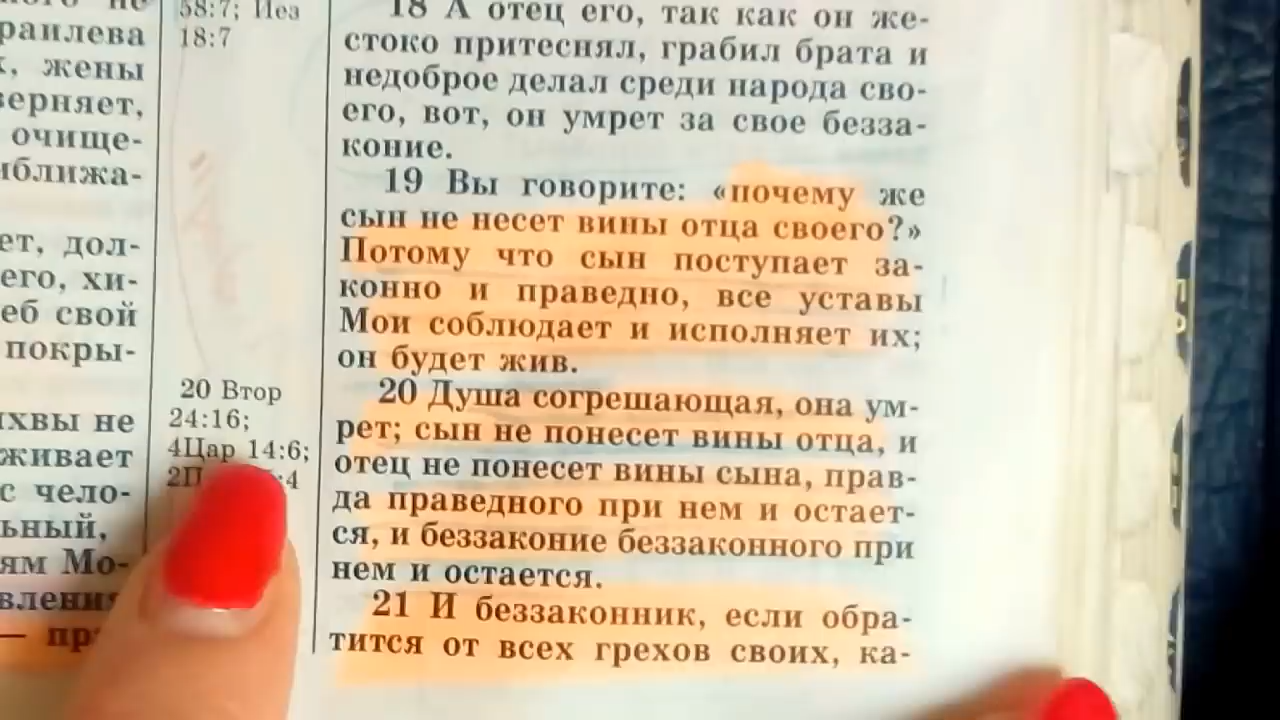 раилева
, жены
верняет,
очище-
ближа-
ет, дол-
его, хи-
еб свой
покры-
хвы не
живает
с чело-
ьный,
ям Мо-
вления
58:7; Иез
18:7
20 Втор
24:16;
4Цар 14:6;
:4
18 А отец его, так как он же-
стоко притеснял, грабил брата и
недоброе делал среди народа сво-
его, вот, он умрет за свое безза-
коние.
19 Вы говорите: «почему же
сын не несет вины отца своего?»
Потому что сын поступает за-
конно и праведно, все уставы
Мои соблюдает и исполняет их;
он будет жив.
20 Душа согрешающая, она ум-
рет; сын не понесет вины отца, и
отец не понесет вины сына, прав-
да праведного при нем и остает-
ся, и беззаконие беззаконного при
нем и остается.
21 И беззаконник, если обра-
тится от всех грехов своих, ка-